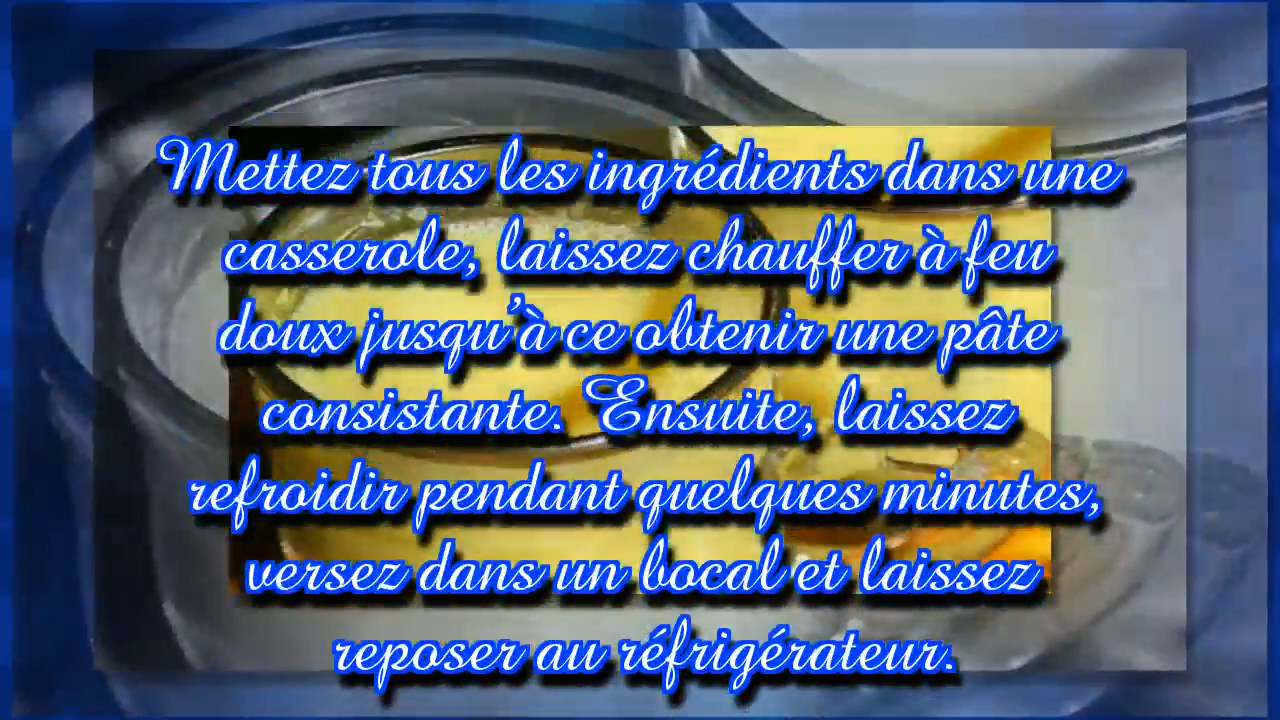 Mettez tous les ingrédients dans une
casserole, laissez chauffer à feu
doux jusqu'à ce obtenir une pâte
consistante. Ensuite, laissez
refroidir pendant quelques minutes,
versez dans un bocal et laissez
reposer au réfrigérateur.